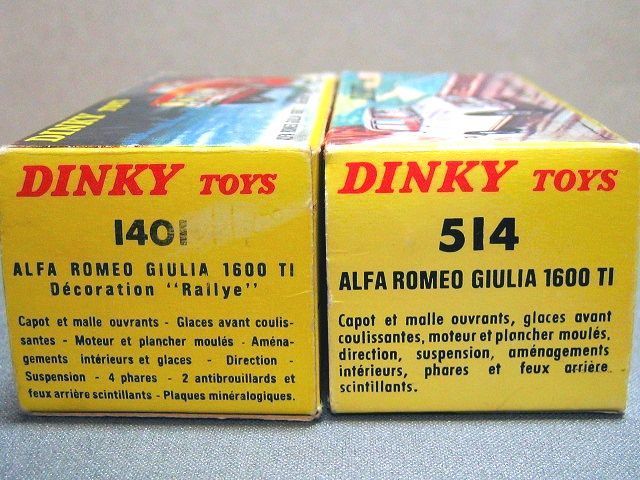 DINKY TOYS
DINKY TOYS
1401
ALFA ROMEO GIULIA 1600 TI
Décoration "Rallye"
Capot et malle ouvrants - Glaces avant coulis-
santes - Moteur et plancher moulés - Aména-
gements intérieurs et glaces - Direction -
Suspension - 4 phares - 2 antibrouillards et
feux arrière scintillants - Plaques minéralogiques.
DINKY TOYS
514
ALFA ROMEO GIULIA 1600 TI
Capot et malle ouvrants, glaces avant
coulissantes, moteur et plancher moulés,
direction, suspension, aménagements
intérieurs, phares et feux arrière
scintillants.